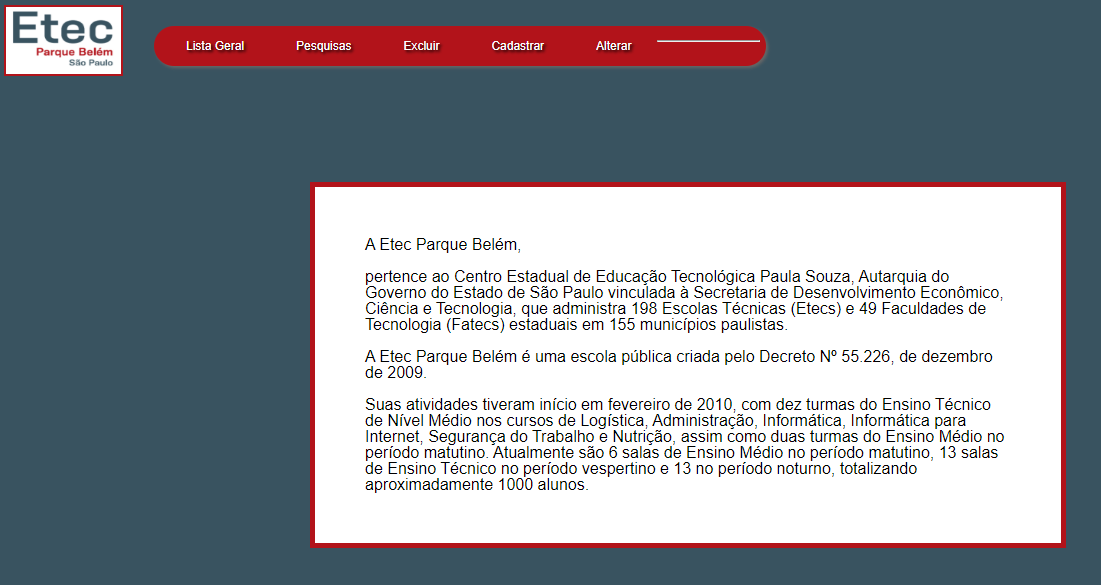 Etec
Parque Belém
São Paulo
Lista Geral
Pesquisas
Excluir
Cadastrar
Alterar
A Etec Parque Belém,
pertence ao Centro Estadual de Educação Tecnológica Paula Souza, Autarquia do
Governo do Estado de São Paulo vinculada à Secretaria de Desenvolvimento Econômico,
Ciência e Tecnologia, que administra 198 Escolas Técnicas (Etecs) e 49 Faculdades de
Tecnologia (Fatecs) estaduais em 155 municípios paulistas.
A Etec Parque Belém é uma escola pública criada pelo Decreto Nº 55.226, de dezembro
de 2009.
Suas atividades tiveram início em fevereiro de 2010, com dez turmas do Ensino Técnico
de Nível Médio nos cursos de Logística, Administração, Informática, Informática para
Internet, Segurança do Trabalho e Nutrição, assim como duas turmas do Ensino Médio no
período matutino. Atualmente são 6 salas de Ensino Médio no período matutino, 13 salas
de Ensino Técnico no período vespertino e 13 no período noturno, totalizando
aproximadamente 1000 alunos.